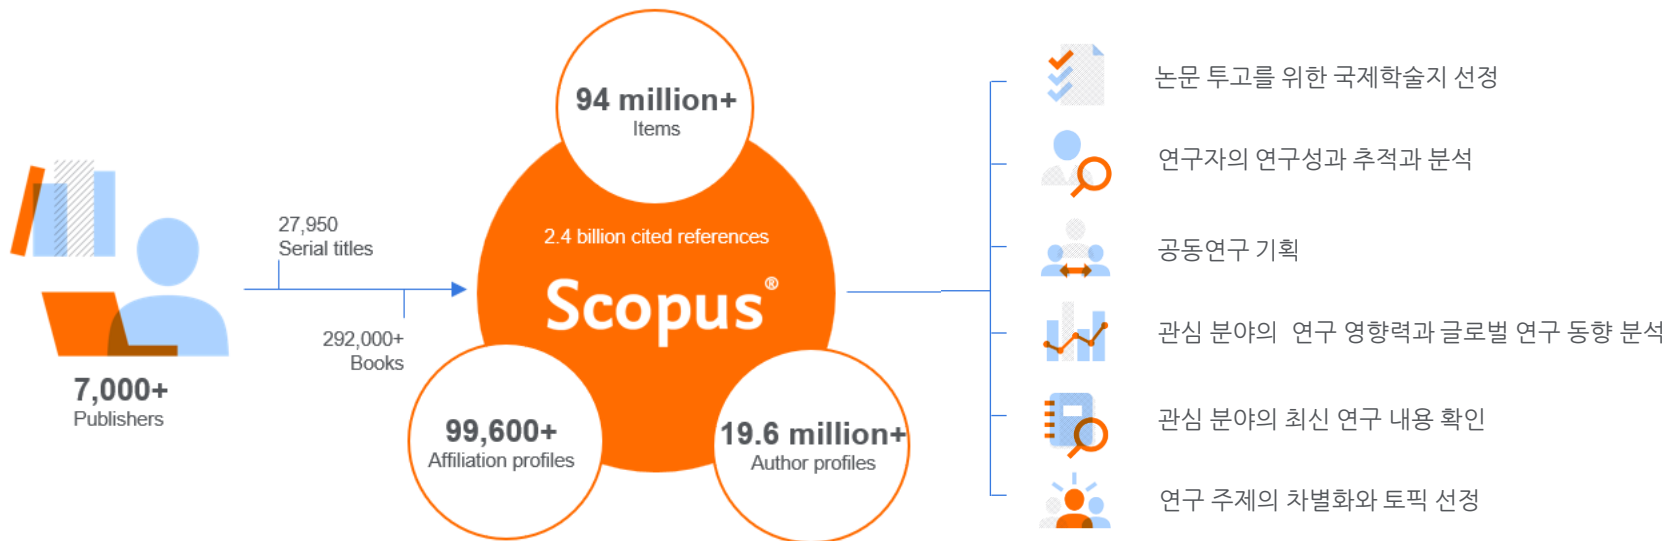 7,000+
Publishers
27,950
Serial titles
292,000+
Books
94 million+
Items
2.4 billion cited references
Scopus®
99,600+
Affiliation profiles
19.6 million+
Author profiles
논문 투고를 위한 국제학술지 선정
연구자의 연구성과 추적과 분석
공동연구 기획
관심 분야의 연구 영향력과 글로벌 연구 동향 분석
관심 분야의 최신 연구 내용 확인
연구 주제의 차별화와 토픽 선정